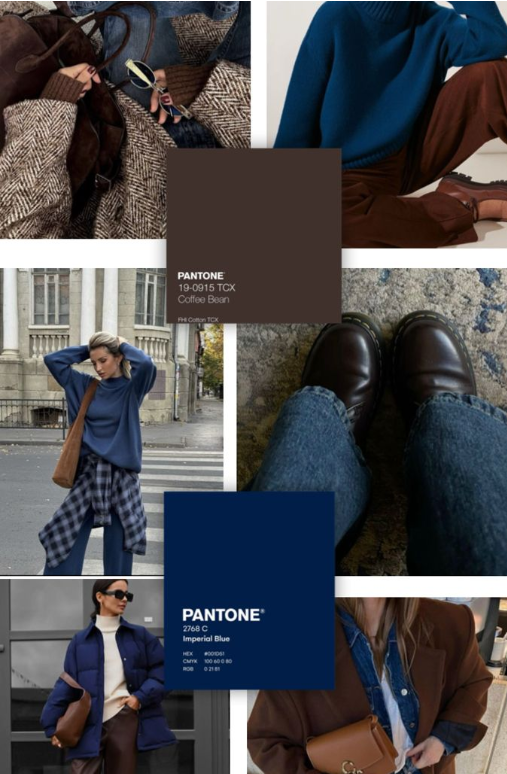 PANTONE®
19-0915 TCX
Coffee Bean
FHI Cotton TCX
PANTONE®
2768 C
Imperial Blue
HEX #001D61
CMYK 100 60 0 80
RGB 0 21 81